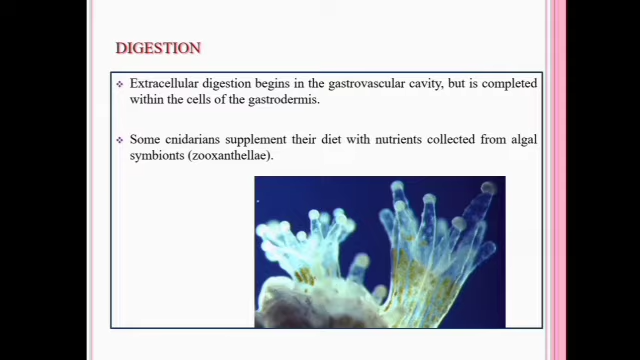 DIGESTION
Extracellular digestion begins in the gastrovascular cavity, but is completed
within the cells of the gastrodermis.
Some cnidarians supplement their diet with nutrients collected from algal
symbionts (zooxanthellae).